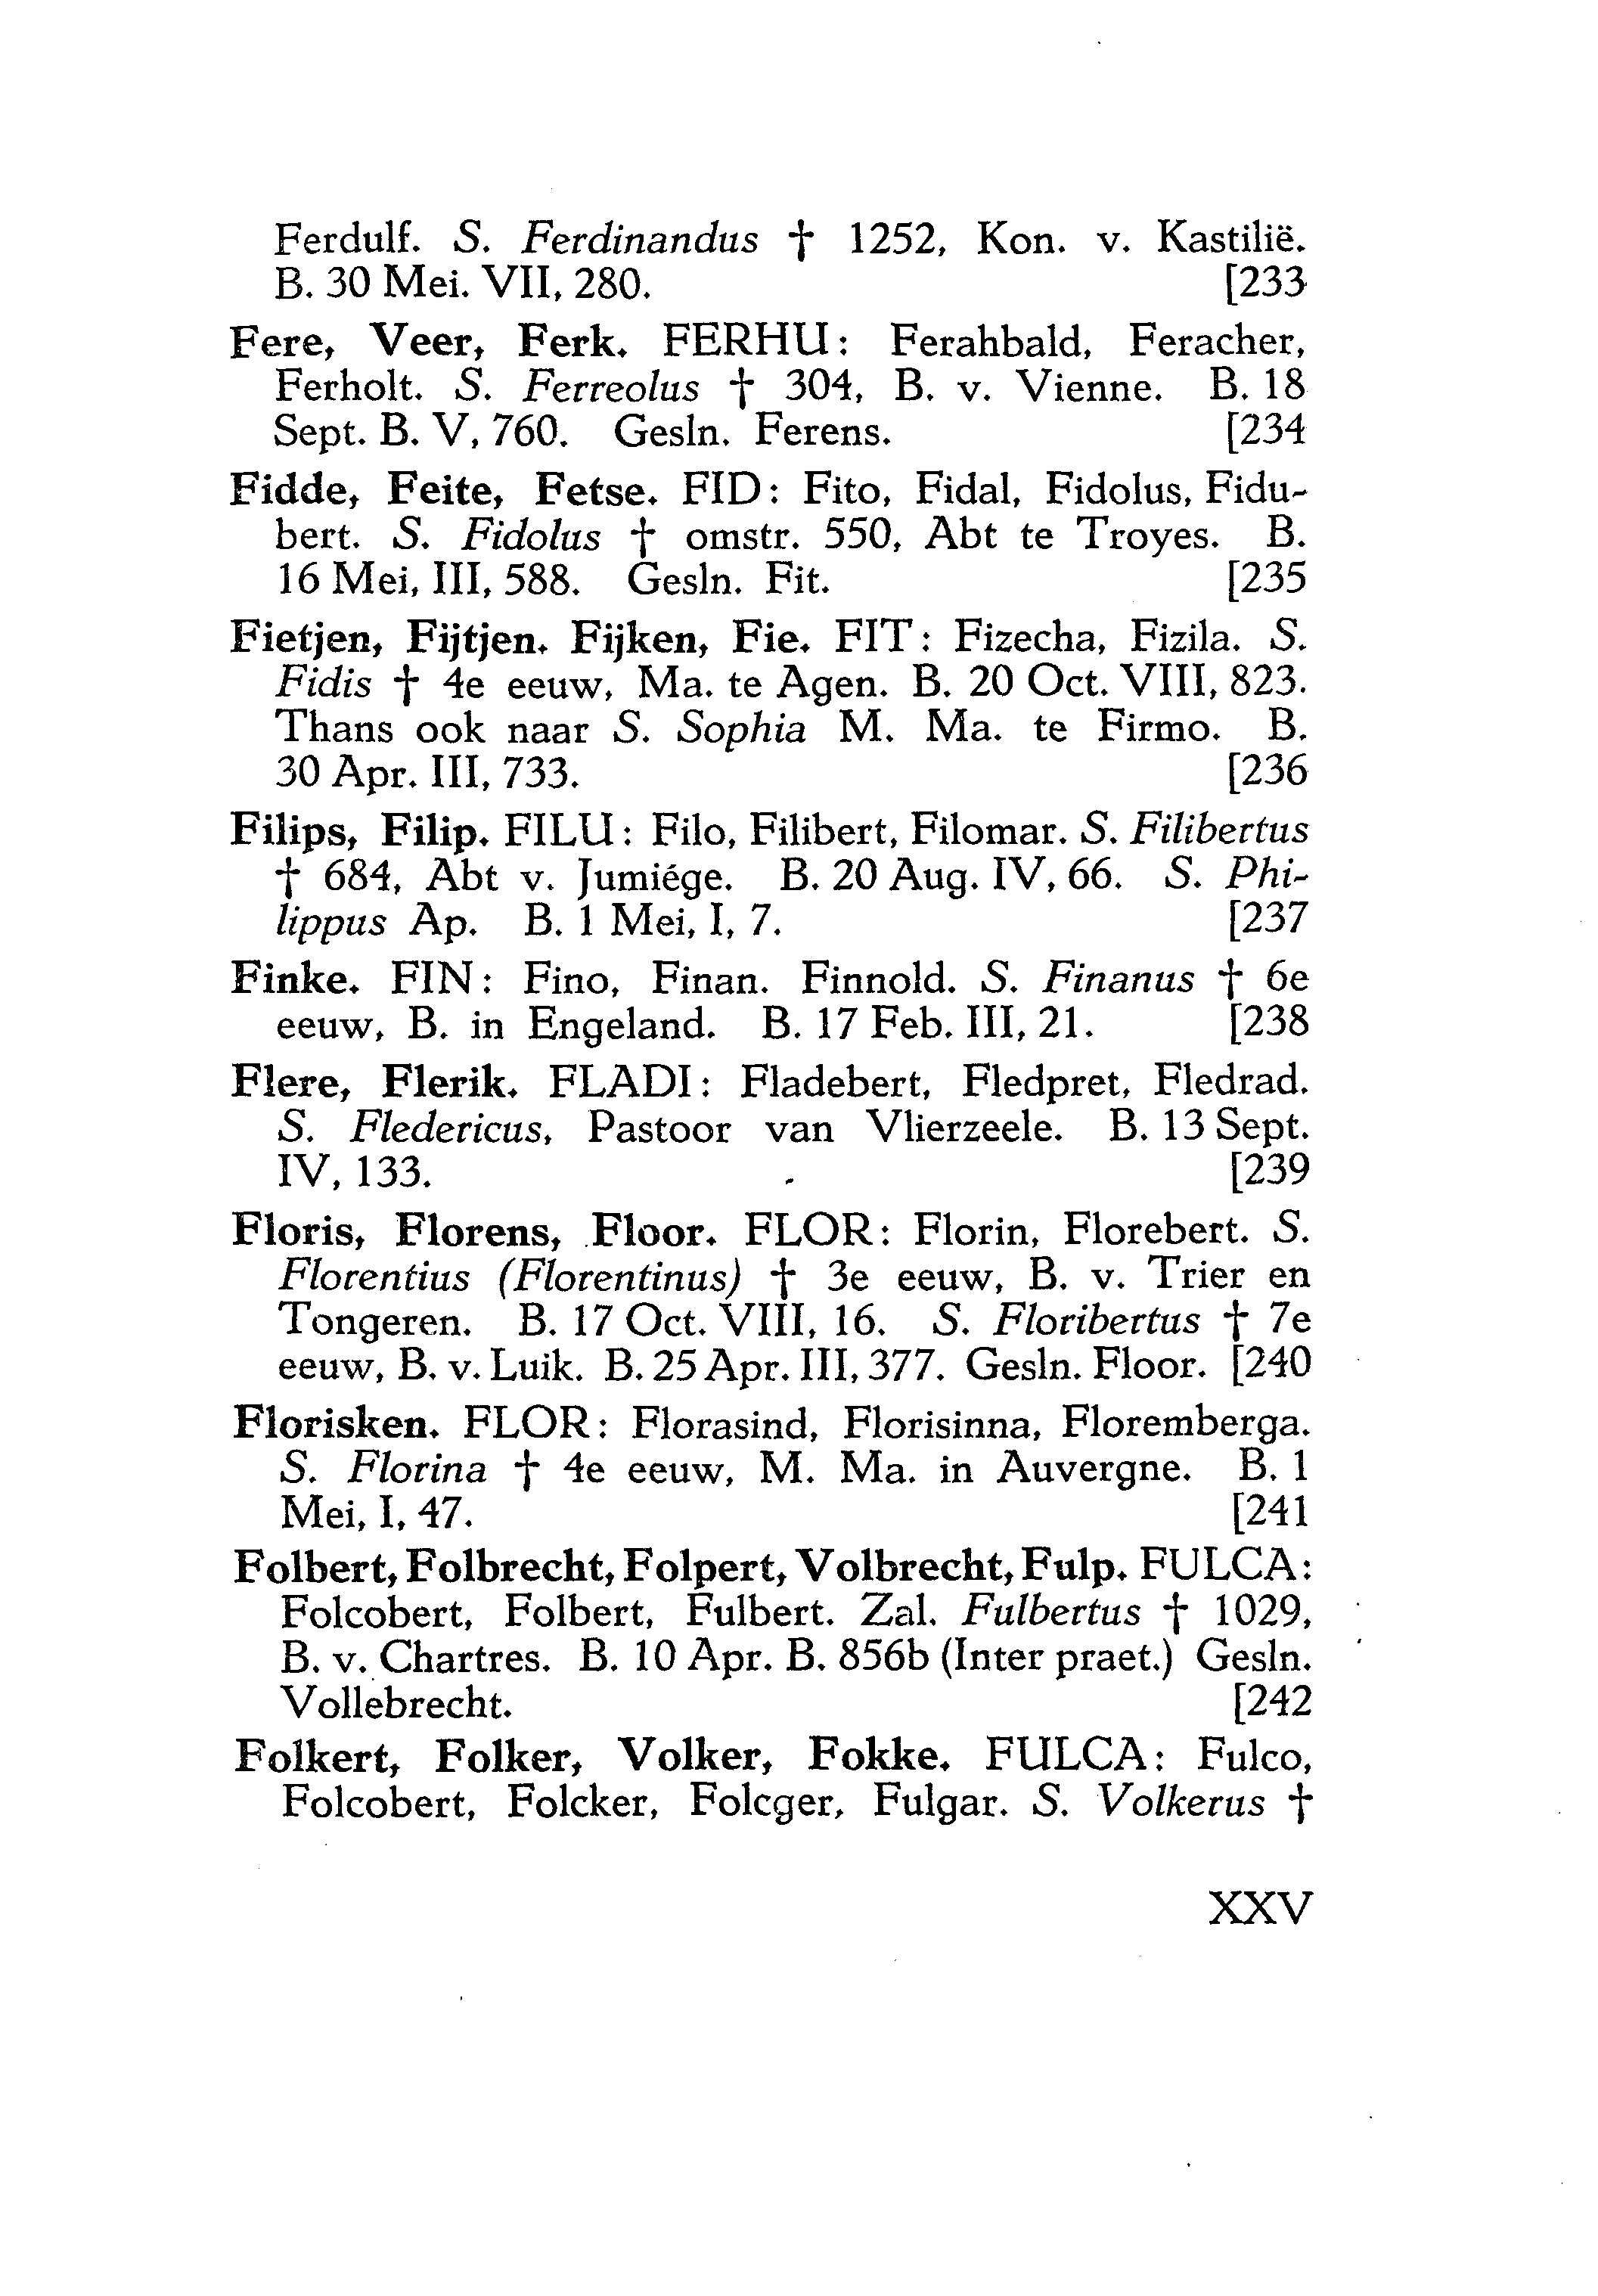 Ferdulf. S. Ferdinandus † 1252, Kon. v. Kastilië.
B. 30 Mei. VII, 280. [233
Fere, Veer, Ferk. FERHU: Ferahbald, Feracher,
Ferholt. S. Ferreolus † 304, B. v. Vienne. B. 18
Sept. B. V, 760. Gesln. Ferens. [234
Fidde, Feite, Fetse. FID: Fito, Fidal, Fidolus, Fidu-
bert. S. Fidolus † omstr. 550, Abt te Troyes. B.
16 Mei, III, 588. Gesln. Fit. [235
Fietjen, Fijtjen. Fijken, Fie. FIT: Fizecha, Fizila. S.
Fidis † 4e eeuw, Ma. te Agen. B. 20 Oct. VIII, 823.
Thans ook naar S. Sophia M. Ma. te Firmo. B.
30 Apr. III, 733. [236
Filips, Filip. FILU: Filo, Filibert, Filomar. S. Filibertus
† 684, Abt v. Jumiége. B. 20 Aug. IV, 66. S. Phi-
lippus Ap. B. 1 Mei, I, 7. [237
Finke. FIN: Fino, Finan. Finnold. S. Finanus † 6e
eeuw, B. in Engeland. B. 17 Feb. III, 21. [238
Flere, Flerik. FLADI: Fladebert, Fledpret, Fledrad.
S. Fledericus, Pastoor van Vlierzeele. B. 13 Sept.
IV, 133. [239
Floris, Florens, Floor. FLOR: Florin, Florebert. S.
Florentius (Florentinus) † 3e eeuw, B. v. Trier en
Tongeren. B. 17 Oct. VIII, 16. S. Floribertus † 7e
eeuw, B. v. Luik. B. 25 Apr. III, 377. Gesln. Floor. [240
Florisken. FLOR: Florasind, Florisinna, Floremberga.
S. Florina † 4e eeuw, M. Ma. in Auvergne. B. 1
Mei, I, 47. [241
Folbert, Folbrecht, Folpert, Volbrecht, Fulp. FULCA:
Folcobert, Folbert, Fulbert. Zal. Fulbertus † 1029,
B. v. Chartres. B. 10 Apr. B. 856b (Inter praet.) Gesln.
Vollebrecht. [242
Folkert, Folker, Volker, Fokke. FULCA: Fulco,
Folcobert, Folcker, Folcger, Fulgar. S. Volkerus †
XXV